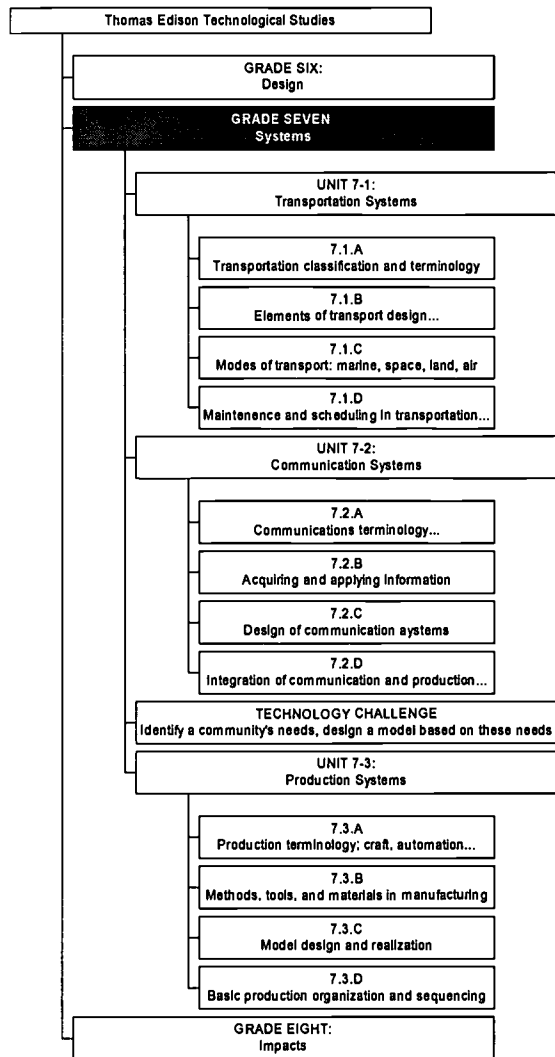 Thomas Edison Technological Studies
GRADE SIX:
Design
GRADE SEVEN
Systems
UNIT 7-1:
Transportation Systems
7.1.A
Transportation classification and terminology
7.1.B
Elements of transport design...
7.1.C
Modes of transport: marine, space, land, air
7.1.D
Maintenence and scheduling in transportation...
UNIT 7-2:
Communication Systems
7.2.A
Communications terminology...
7.2.B
Acquiring and applying information
7.2.C
Design of communication aystems
7.2.D
Integration of communication and production...
TECHNOLOGY CHALLENGE
Identify a community's needs, design a model based on these needs
UNIT 7-3:
Production Systems
7.3.A
Production terminology; craft, automation...
7.3.B
Methods, tools, and materials in manufacturing
7.3.C
Model design and realization
7.3.D
Basic production organization and sequencing
GRADE EIGHT:
Impacts